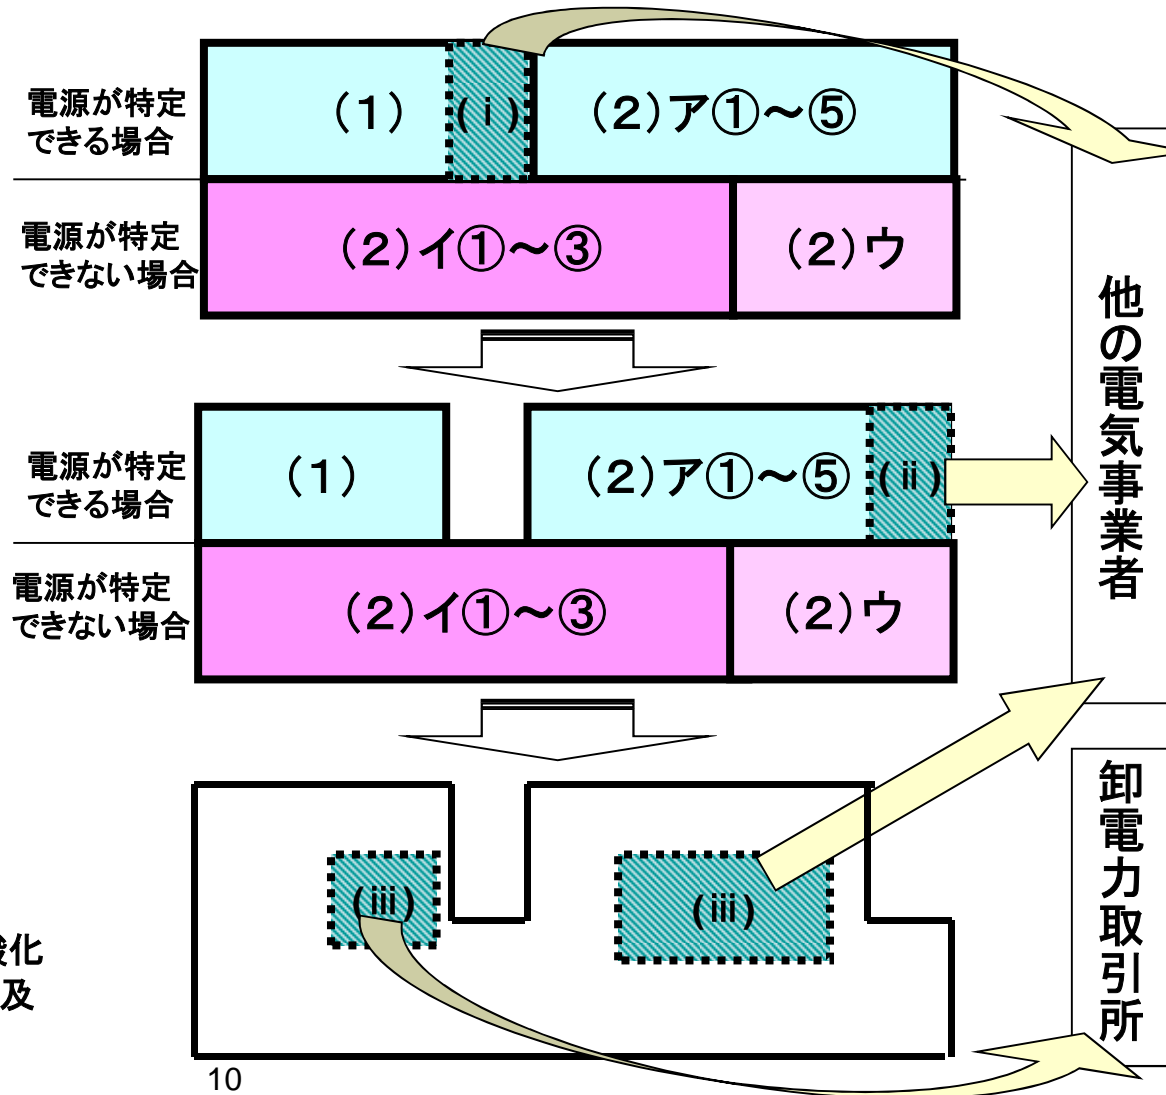 電源が特定
できる場合
(1)
(ⅰ)
(2)ア①～⑤
電源が特定
できない場合
(2)イ①～③
(2)ウ
他の電気事業者
電源が特定
できる場合
(1)
(2)ア①～⑤
(ⅱ)
電源が特定
できない場合
(2)イ①～③
(2)ウ
卸電力取引所
(ⅲ)
(ⅲ)
酸化
及
10